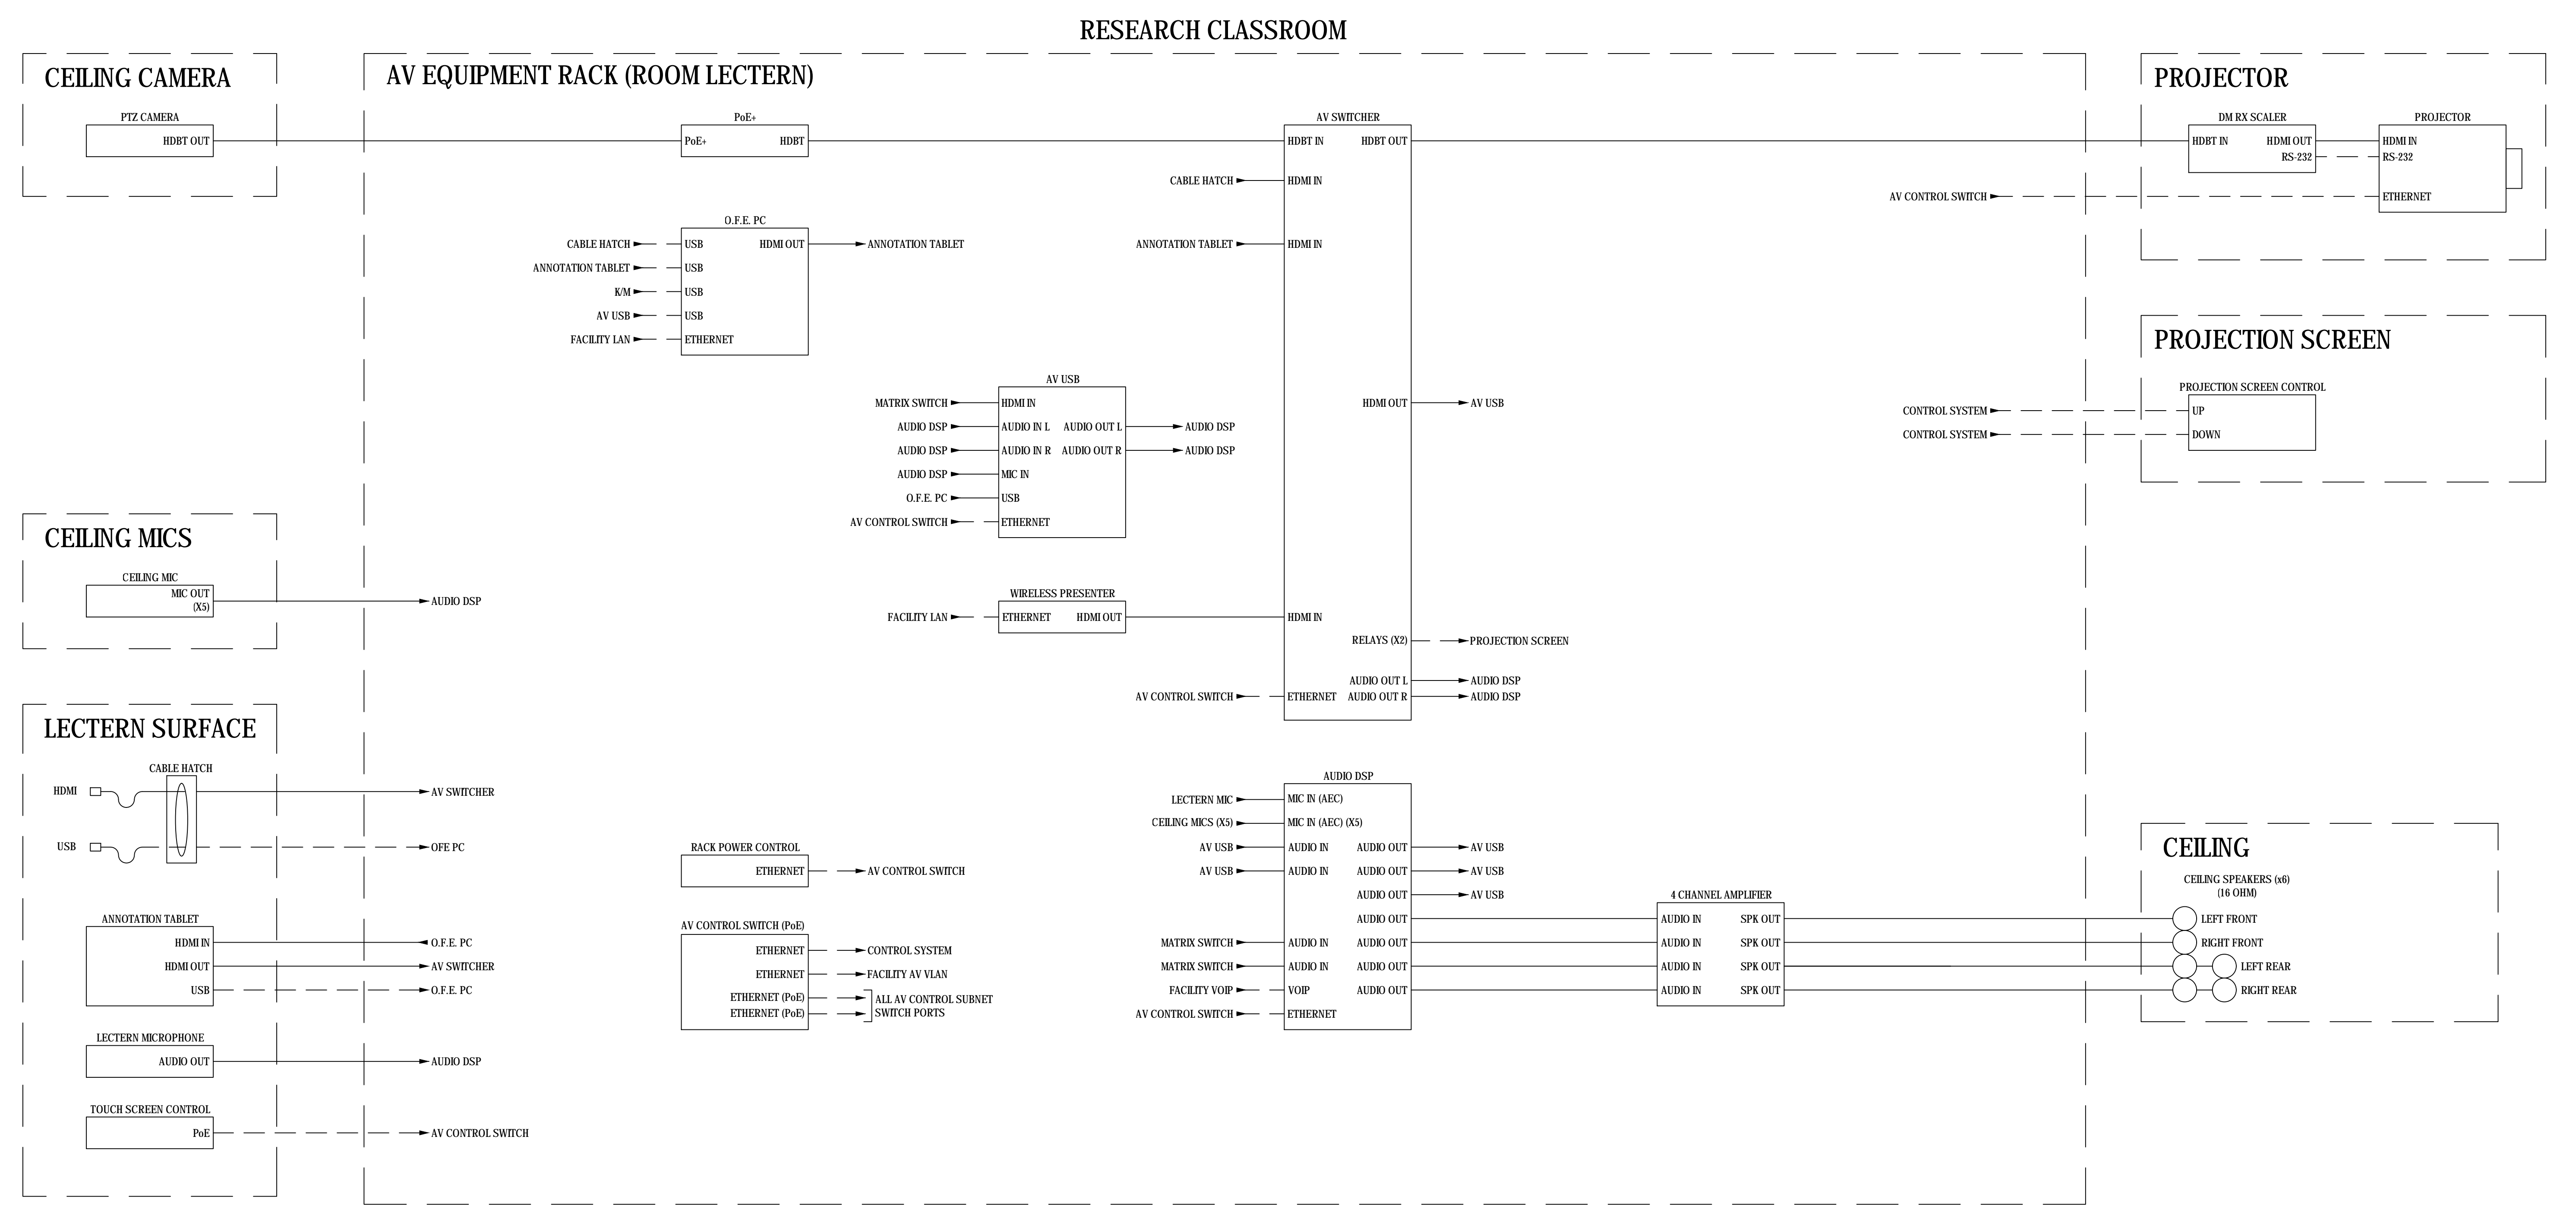 RESEARCH CLASSROOM
CEILING CAMERA
PTZ CAMERA
HDBT OUT
AV EQUIPMENT RACK (ROOM LECTERN)
PoE+
PoE+ HDBT
O.F.E. PC
CABLE HATCH USB HDMI OUT ANNOTATION TABLET
ANNOTATION TABLET USB
K/M USB
AV USB USB
FACILITY LAN ETHERNET
AV USB
MATRIX SWITCH HDMI IN
AUDIO DSP AUDIO IN L AUDIO OUT L AUDIO DSP
AUDIO DSP AUDIO IN R AUDIO OUT R AUDIO DSP
AUDIO DSP MIC IN
O.F.E. PC USB
AV CONTROL SWITCH ETHERNET
WIRELESS PRESENTER
FACILITY LAN ETHERNET HDMI OUT
AV SWITCHER
HDBT IN HDBT OUT
CABLE HATCH HDMI IN
ANNOTATION TABLET HDMI IN
HDMI OUT AV USB
HDMI IN
RELAYS (X2) PROJECTION SCREEN
AUDIO OUT L AUDIO DSP
AV CONTROL SWITCH ETHERNET AUDIO OUT R AUDIO DSP
PROJECTOR
DM RX SCALER
HDBT IN HDMI OUT
RS-232
PROJECTOR
HDMI IN
RS-232
AV CONTROL SWITCH ETHERNET
PROJECTION SCREEN
PROJECTION SCREEN CONTROL
CONTROL SYSTEM UP
CONTROL SYSTEM DOWN
CEILING MICS
CEILING MIC
MIC OUT
(X5)
AUDIO DSP
LECTERN SURFACE
CABLE HATCH
HDMI AV SWITCHER
USB OFE PC
ANNOTATION TABLET
HDMI IN O.F.E. PC
HDMI OUT AV SWITCHER
USB O.F.E. PC
LECTERN MICROPHONE
AUDIO OUT AUDIO DSP
TOUCH SCREEN CONTROL
PoE AV CONTROL SWITCH
RACK POWER CONTROL
ETHERNET AV CONTROL SWITCH
AV CONTROL SWITCH (PoE)
ETHERNET CONTROL SYSTEM
ETHERNET FACILITY AV VLAN
ETHERNET (PoE) ALL AV CONTROL SUBNET
ETHERNET (PoE) SWITCH PORTS
AUDIO DSP
LECTERN MIC MIC IN (AEC)
CEILING MICS (X5) MIC IN (AEC) (X5)
AV USB AUDIO IN AUDIO OUT AV USB
AV USB AUDIO IN AUDIO OUT AV USB
AUDIO OUT AV USB
AUDIO OUT
MATRIX SWITCH AUDIO IN AUDIO OUT
MATRIX SWITCH AUDIO IN AUDIO OUT
FACILITY VOIP VOIP AUDIO OUT
AV CONTROL SWITCH ETHERNET
4 CHANNEL AMPLIFIER
AUDIO IN SPK OUT
AUDIO IN SPK OUT
AUDIO IN SPK OUT
AUDIO IN SPK OUT
CEILING
CEILING SPEAKERS (x6)
(16 OHM)
LEFT FRONT
RIGHT FRONT
LEFT REAR
RIGHT REAR